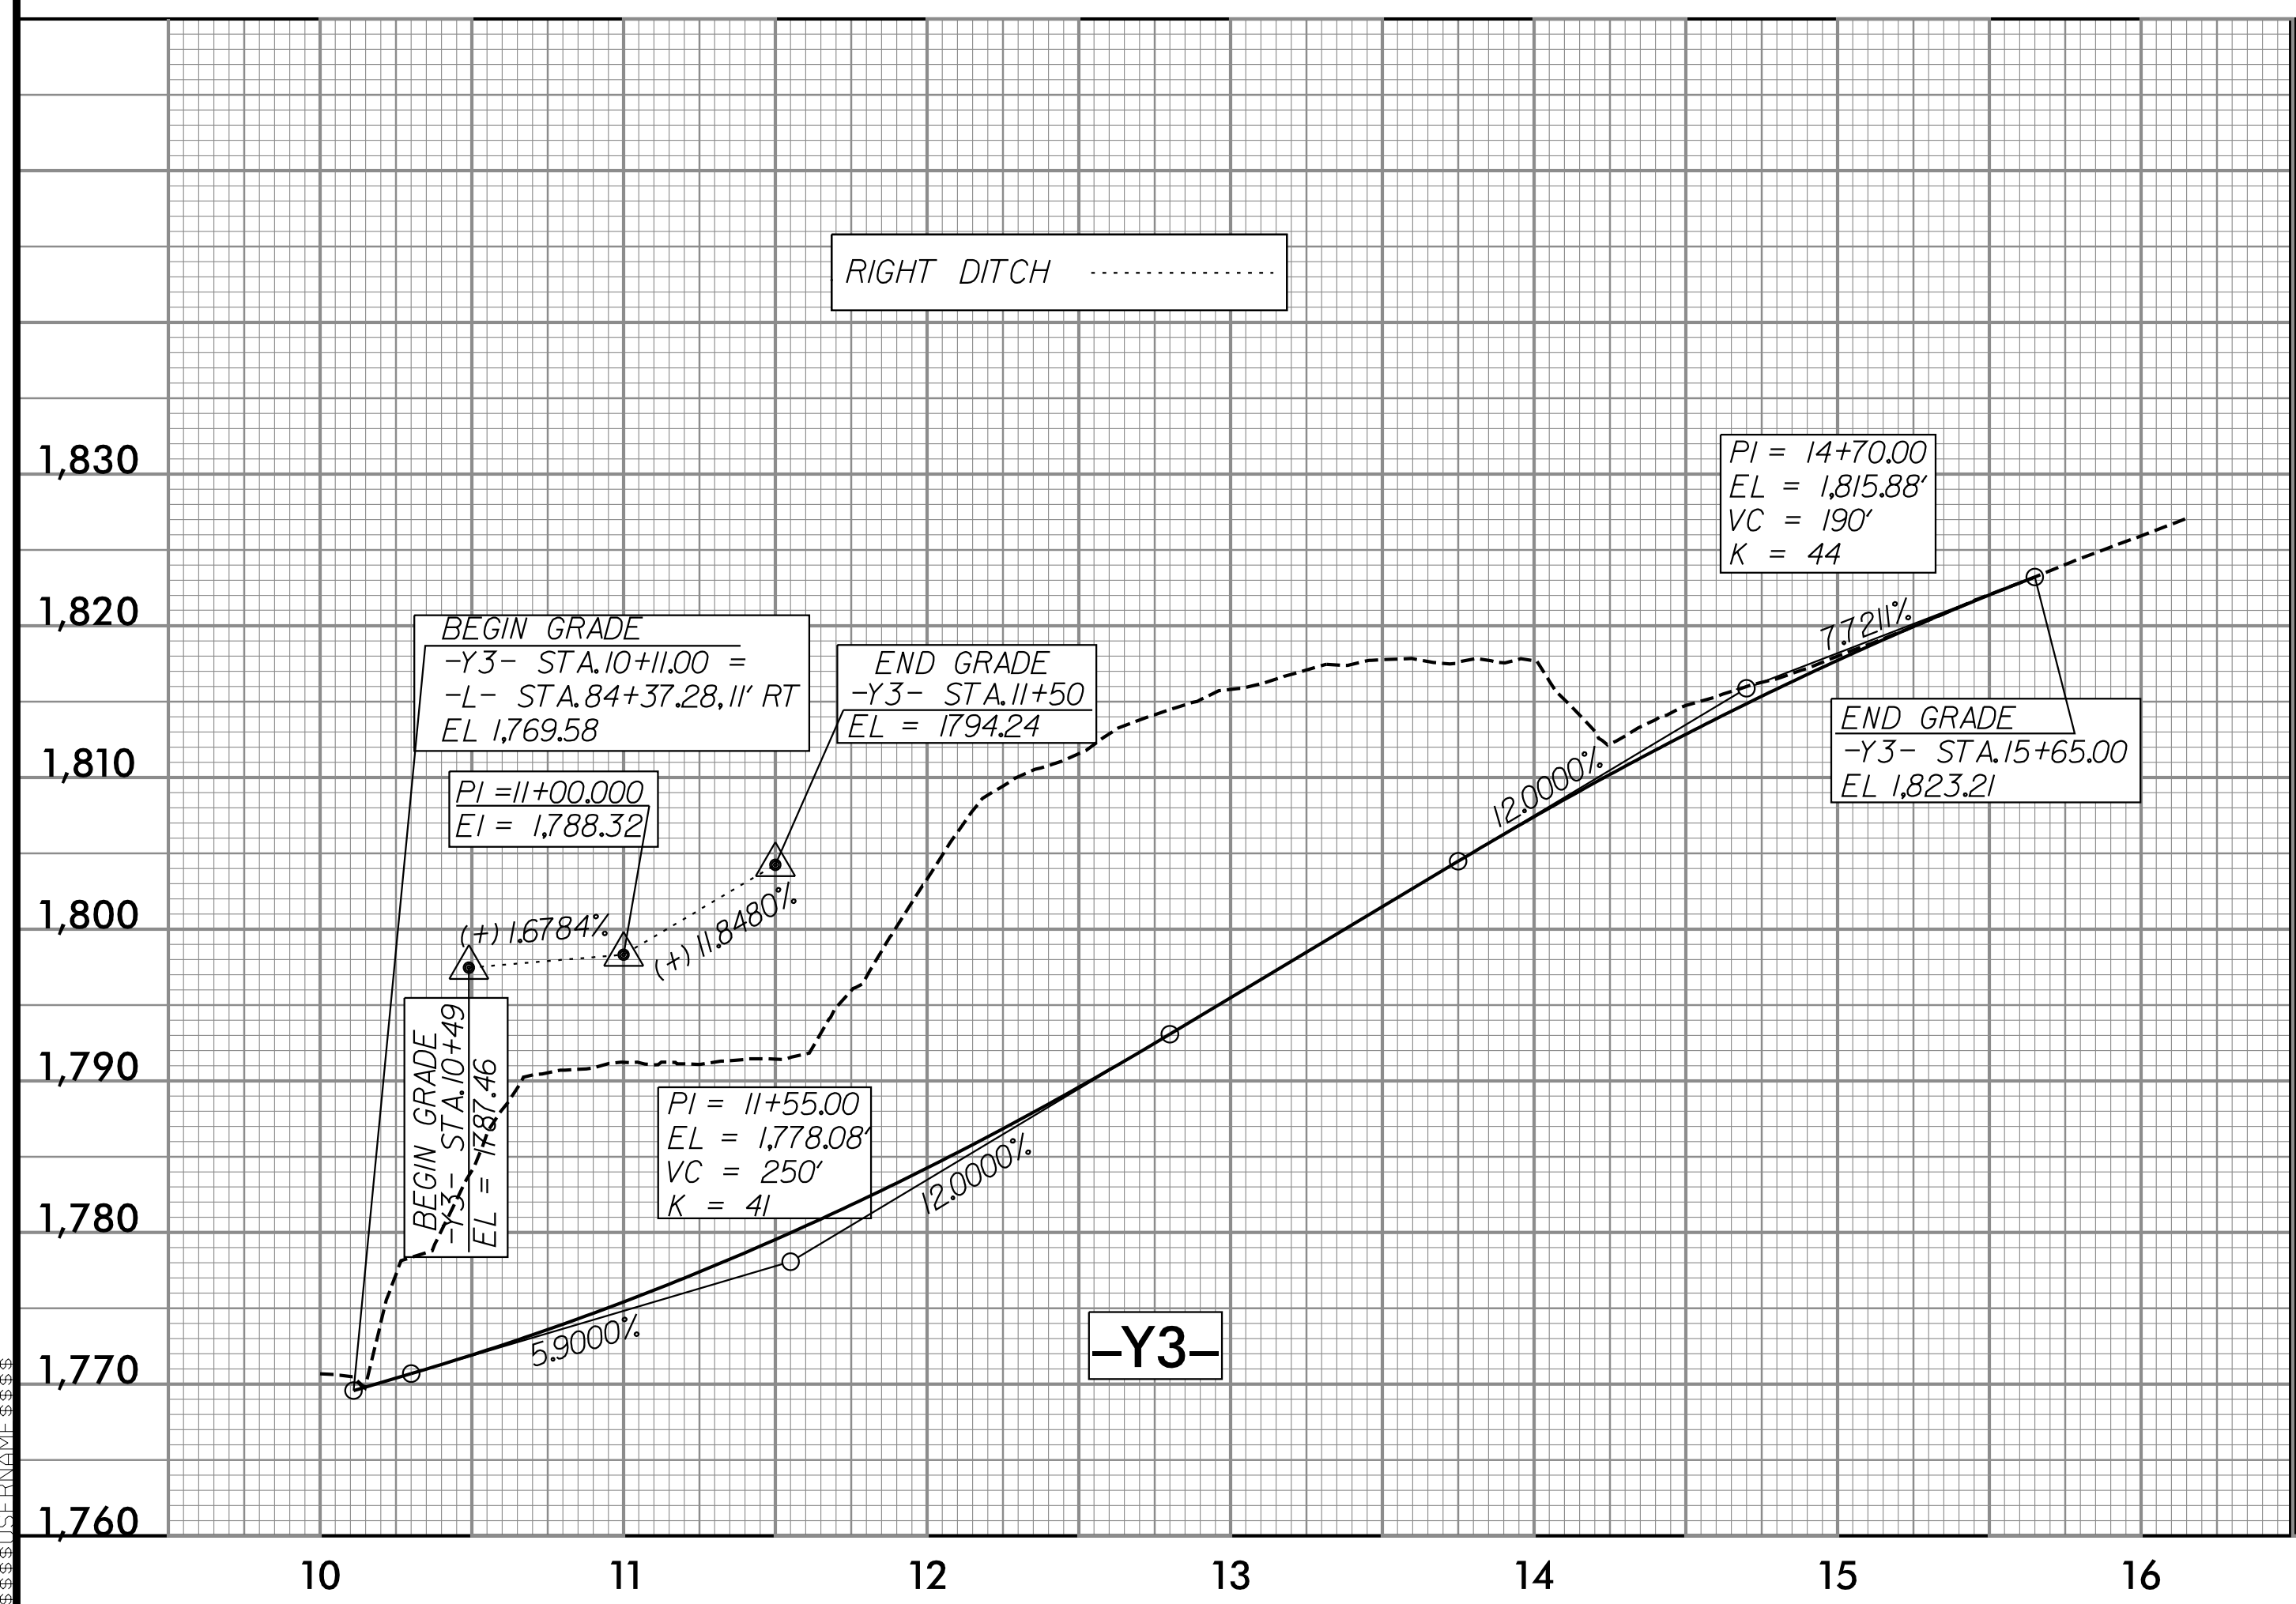 RIGHT DITCH
1,830
1,820
1,810
1,800
1,790
1,780
1,770
1,760
PI = 14+70.00
EL = 1,815.88'
VC = 190'
K = 44
BEGIN GRADE
-Y3- STA.10+11.00 =
-L- STA.84+37.28,11' RT
EL 1,769.58
END GRADE
-Y3- STA.11+50
EL = 1794.24
PI =11+00.000
El = 1,788.32
7.7211%
END GRADE
-Y3- STA.15+65.00
EL 1,823.21
12.0000%
(+) 1.6784%
(+) 11.8480%
BEGIN GRADE
-Y3- STA.10+49
EL = 1787.46
PI = 11+55.00
EL = 1,778.08'
VC = 250'
K = 41
12.0000%
5.9000%
-Y3-
10 11 12 13 14 15 16